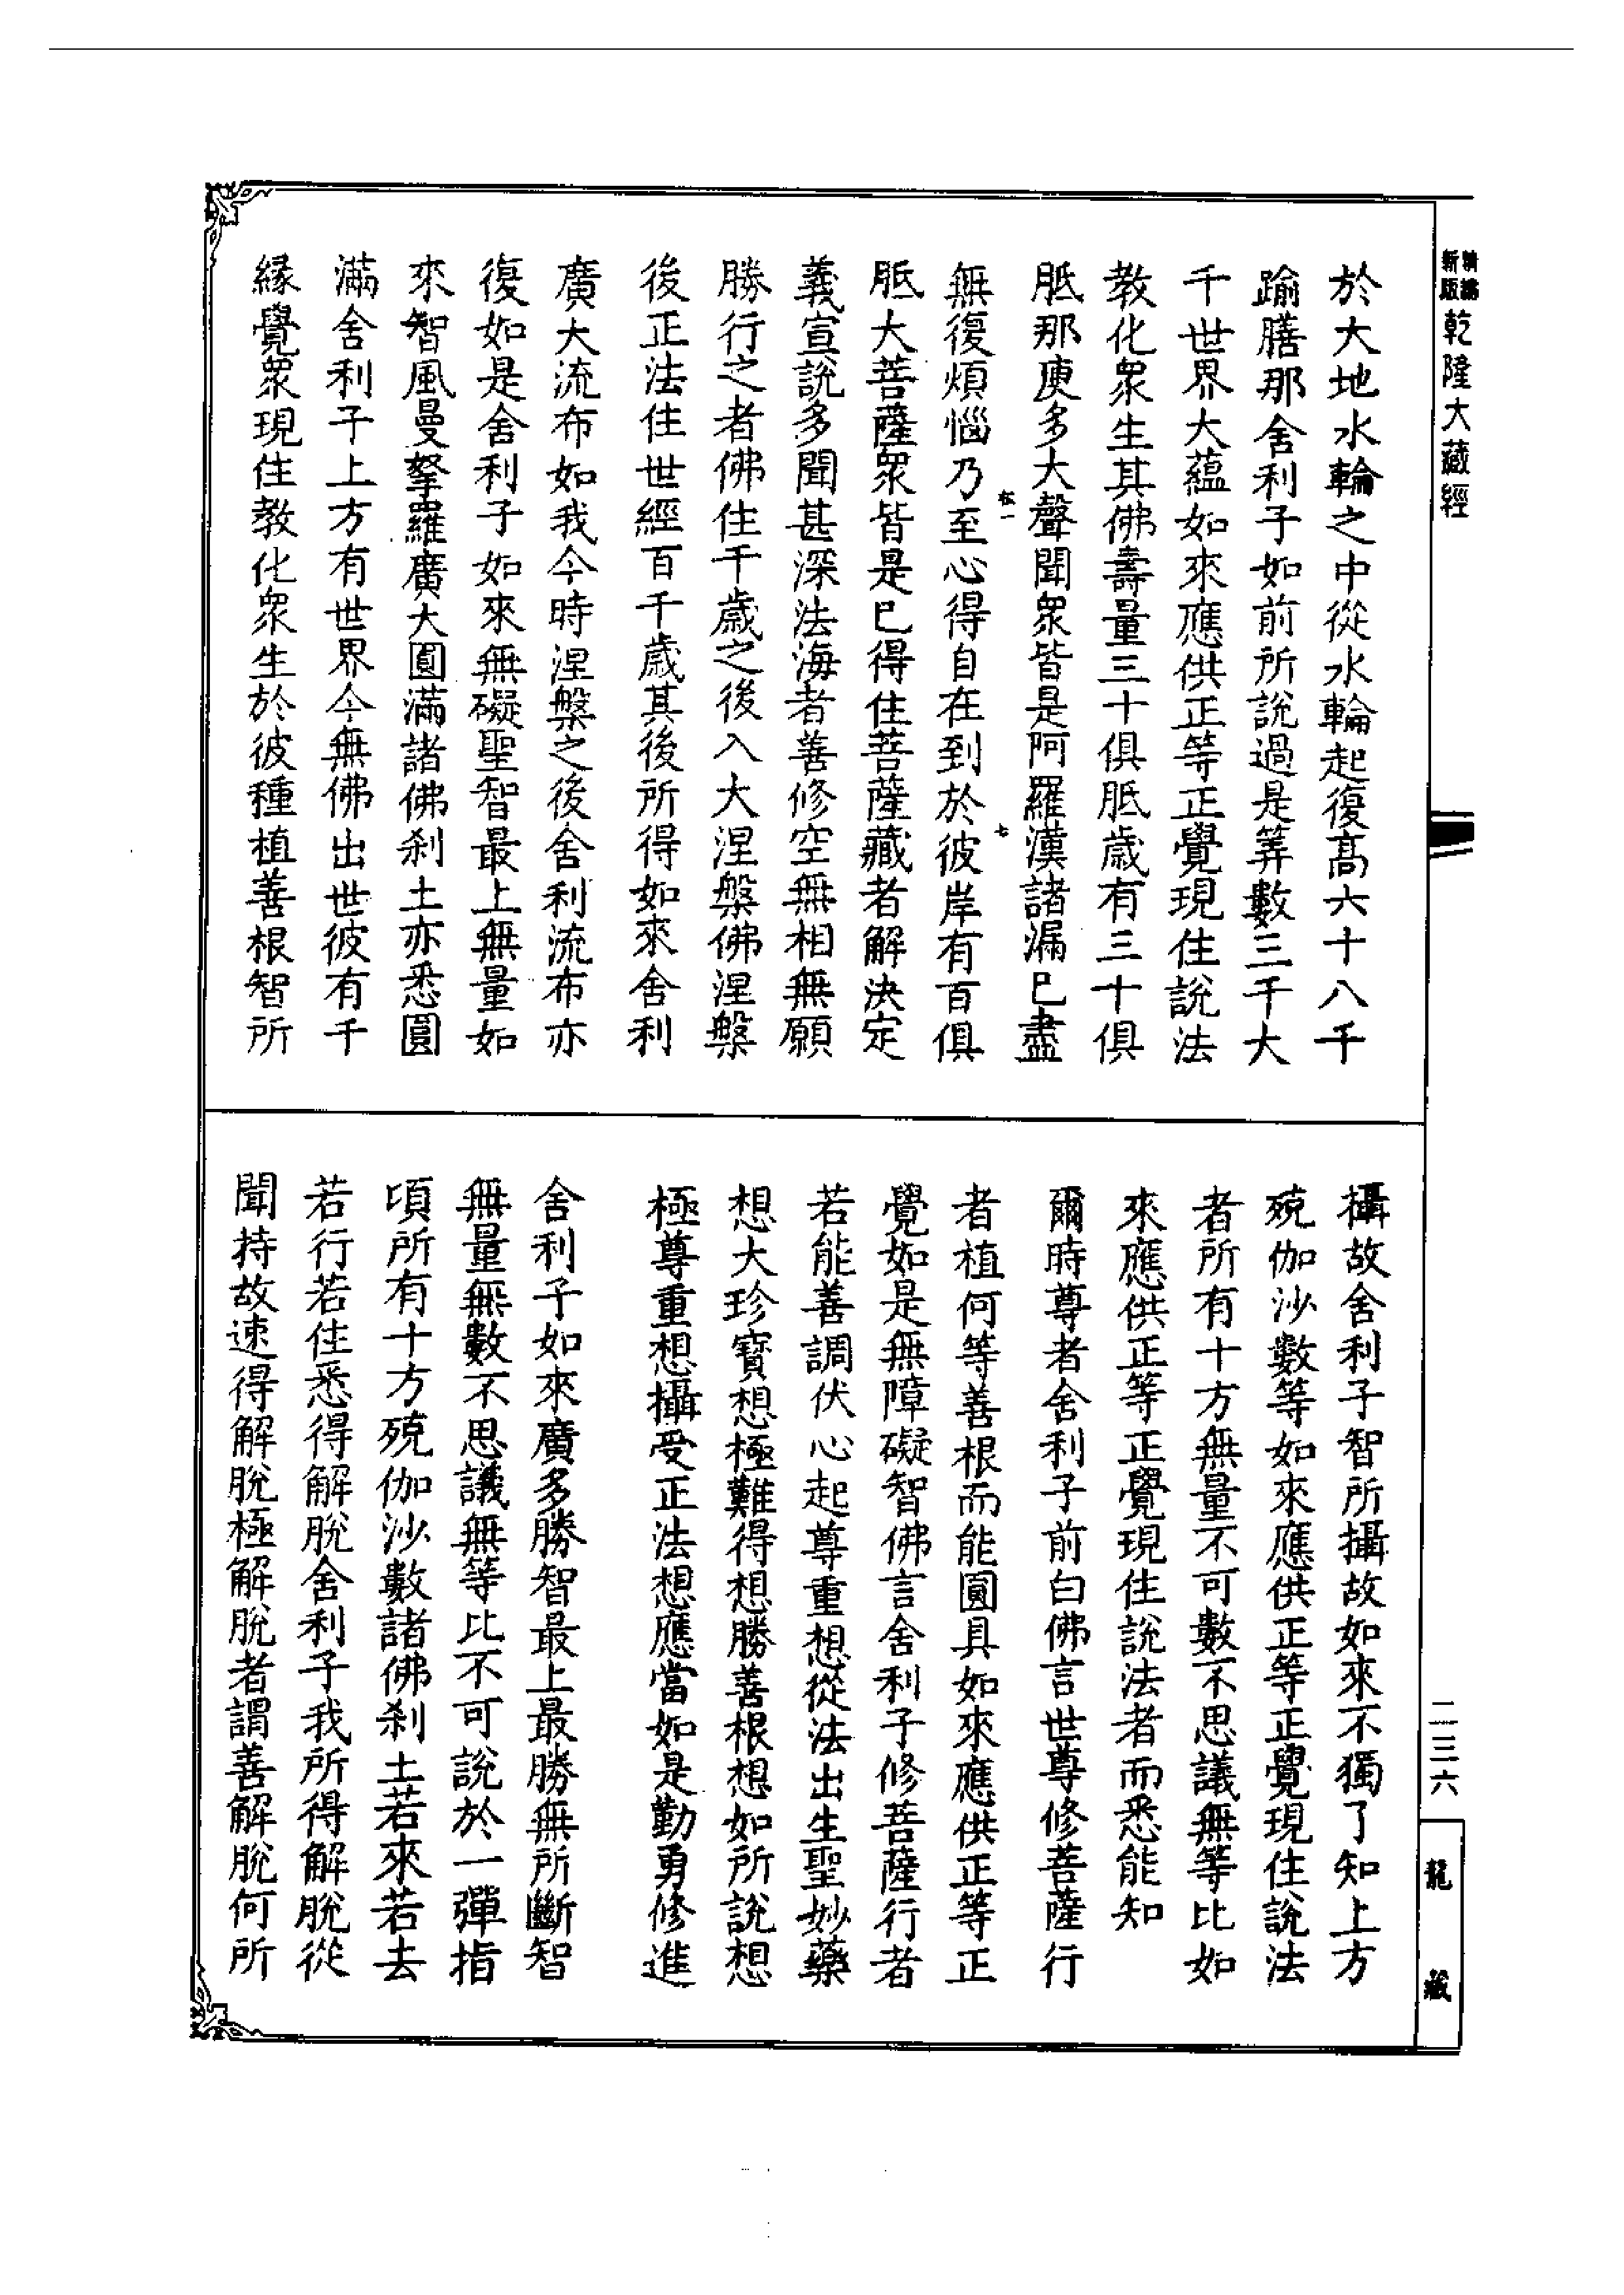 精編
新版
乾隆大藏經
於大地水輪之中從水輪起復高六十八千
踰膳那舍利子如前所說過是筭數三千大
千世界大蘊如來應供正等正覺現住說法
教化衆生其佛壽量三十俱胝歲有三十俱
胝那庾多大聲聞衆皆是阿羅漢諸漏已盡
無復煩惱乃至心得自在到於彼岸有百俱
胝大菩薩衆皆是已得住菩薩藏者解決定
義宣說多聞甚深法海者善修空無相無願
勝行之者佛住千歲之後入大涅槃佛涅槃
後正法住世經百千歲其後所得如來舍利
廣大流布如我今時涅槃之後舍利流布亦
復如是舍利子如來無礙聖智最上無量如
來智風曼拏羅廣大圓滿諸佛剎土亦悉圓
滿舍利子上方有世界今無佛出世彼有千
緣覺衆現住教化衆生於彼種植善根智所
攝故舍利子智所攝故如來不獨了知上方
殑伽沙數等如來應供正等正覺現住說法
者所有十方無量不可數不思議無等比如
來應供正等正覺現住說法者而悉能知
爾時尊者舍利子前白佛言世尊修菩薩行
者植何等善根而能圓具如來應供正等正
覺如是無障礙智佛言舍利子修菩薩行者
若能善調伏心起尊重想從法出生聖妙藥
想大珍寶想極難得想勝善根想如所說想
極尊重想攝受正法想應當如是勤勇修進
舍利子如來廣多勝智最上最勝無所斷智
無量無數不思議無等比不可說於一彈指
頃所有十方殑伽沙數諸佛剎土若來若去
若行若住悉得解脫舍利子我所得解脫從
聞持故速得解脫極解脫者謂善解脫何所
二三六
龍藏